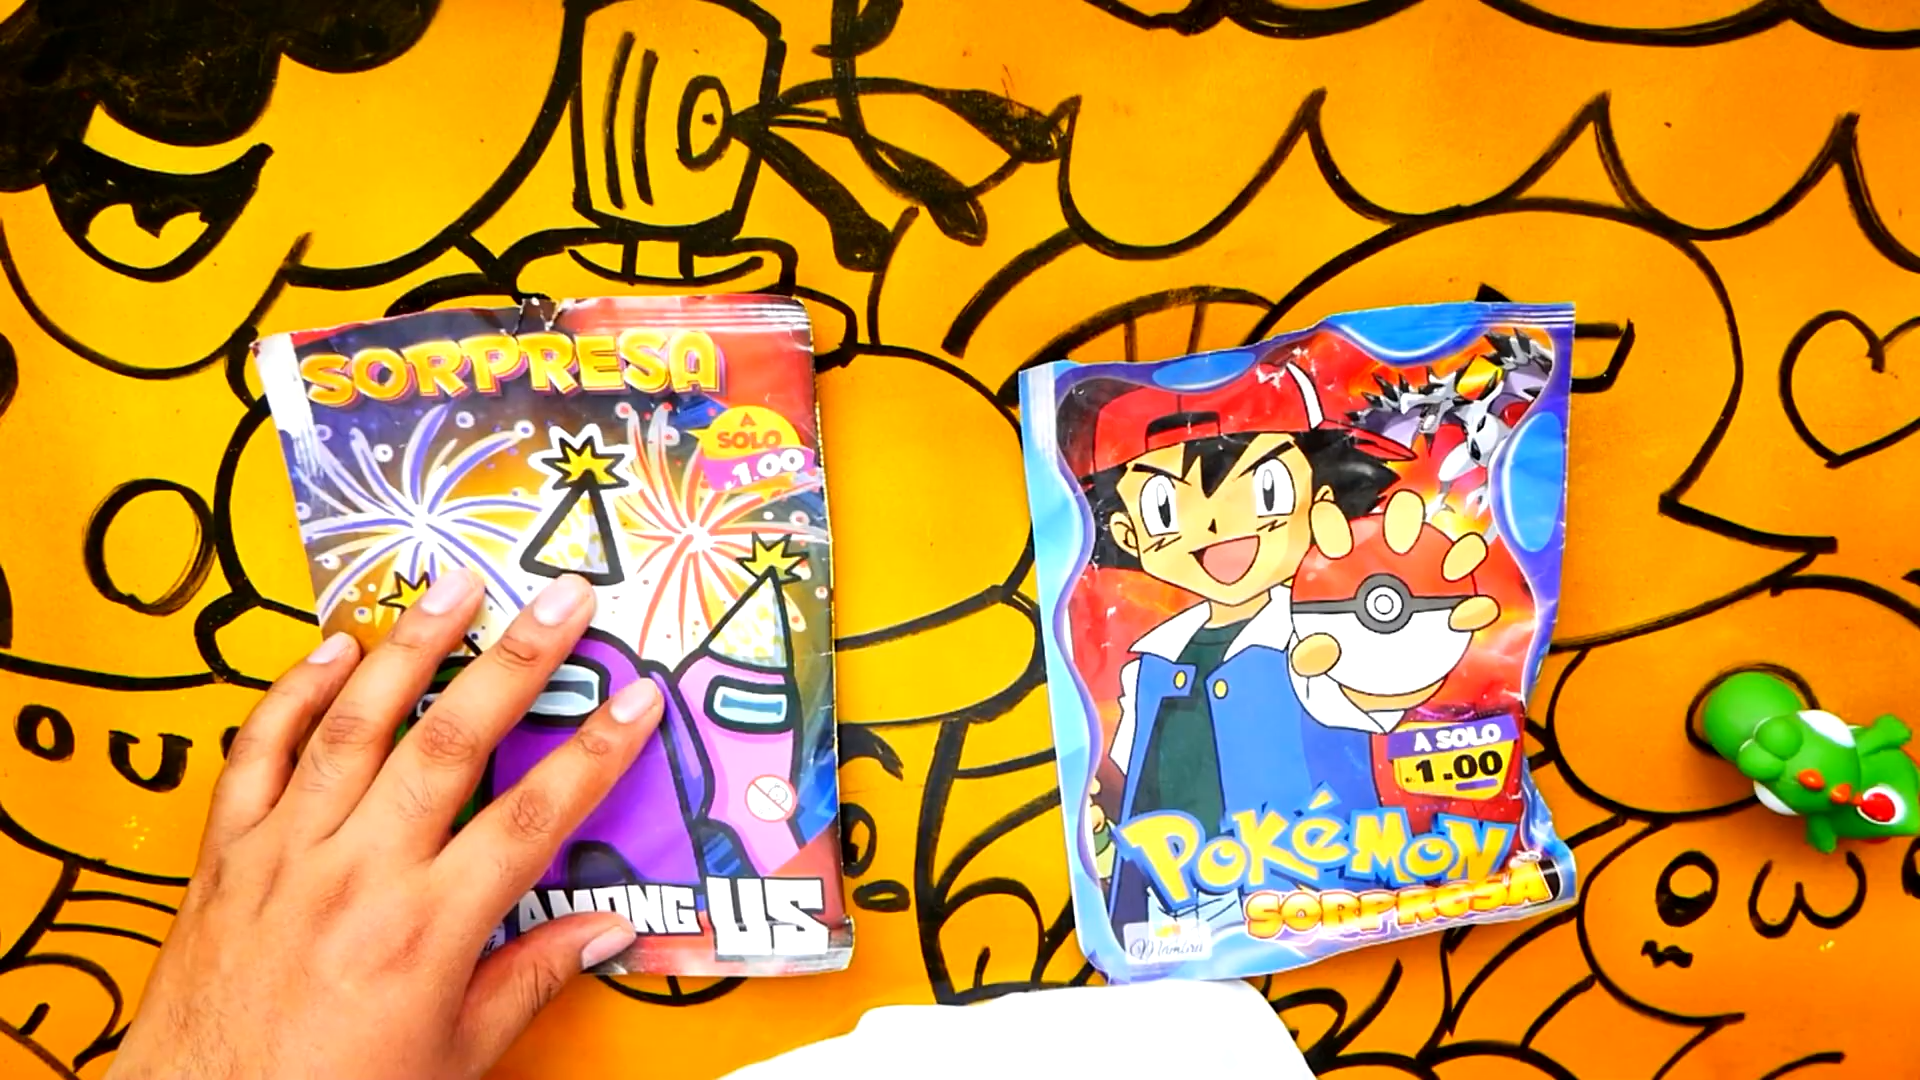 SORPRESA
A
SOLO
1.00
AMONG US
A SOLO
1.00
POKéMON
SORPRESA